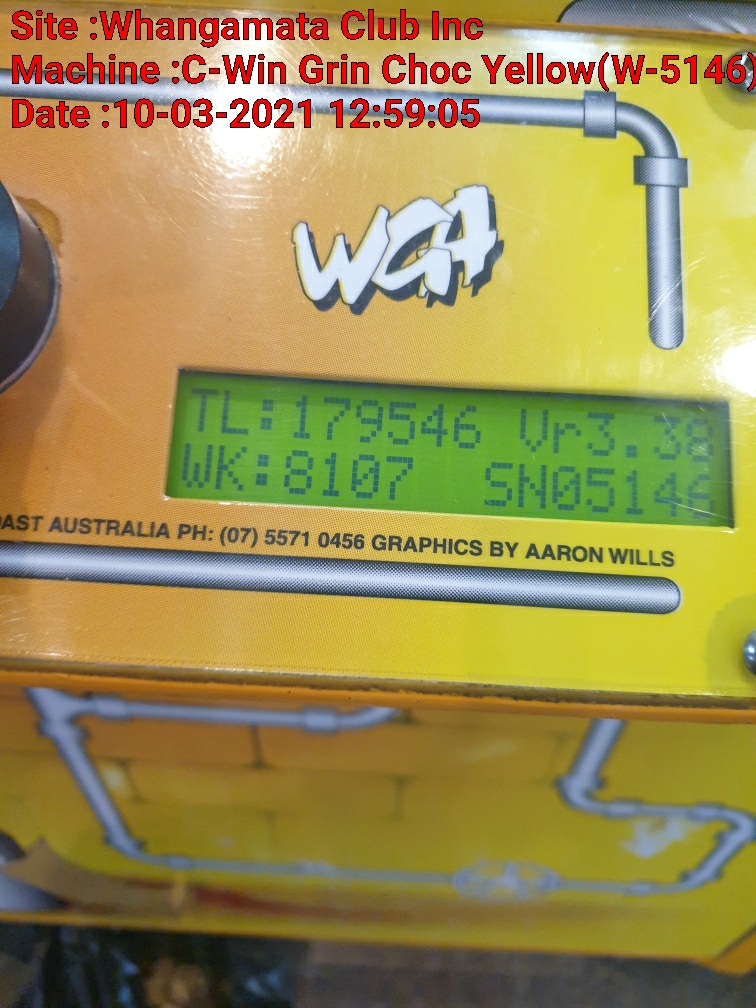 Site :Whangamata Club Inc
Machine :C-Win Grin Choc Yellow(W-5146)
Date :10-03-2021 12:59:05
WGA
TL:179546 Vr3.38
WK:8107 SN05146
OAST AUSTRALIA PH: (07) 5571 0456 GRAPHICS BY AARON WILLS